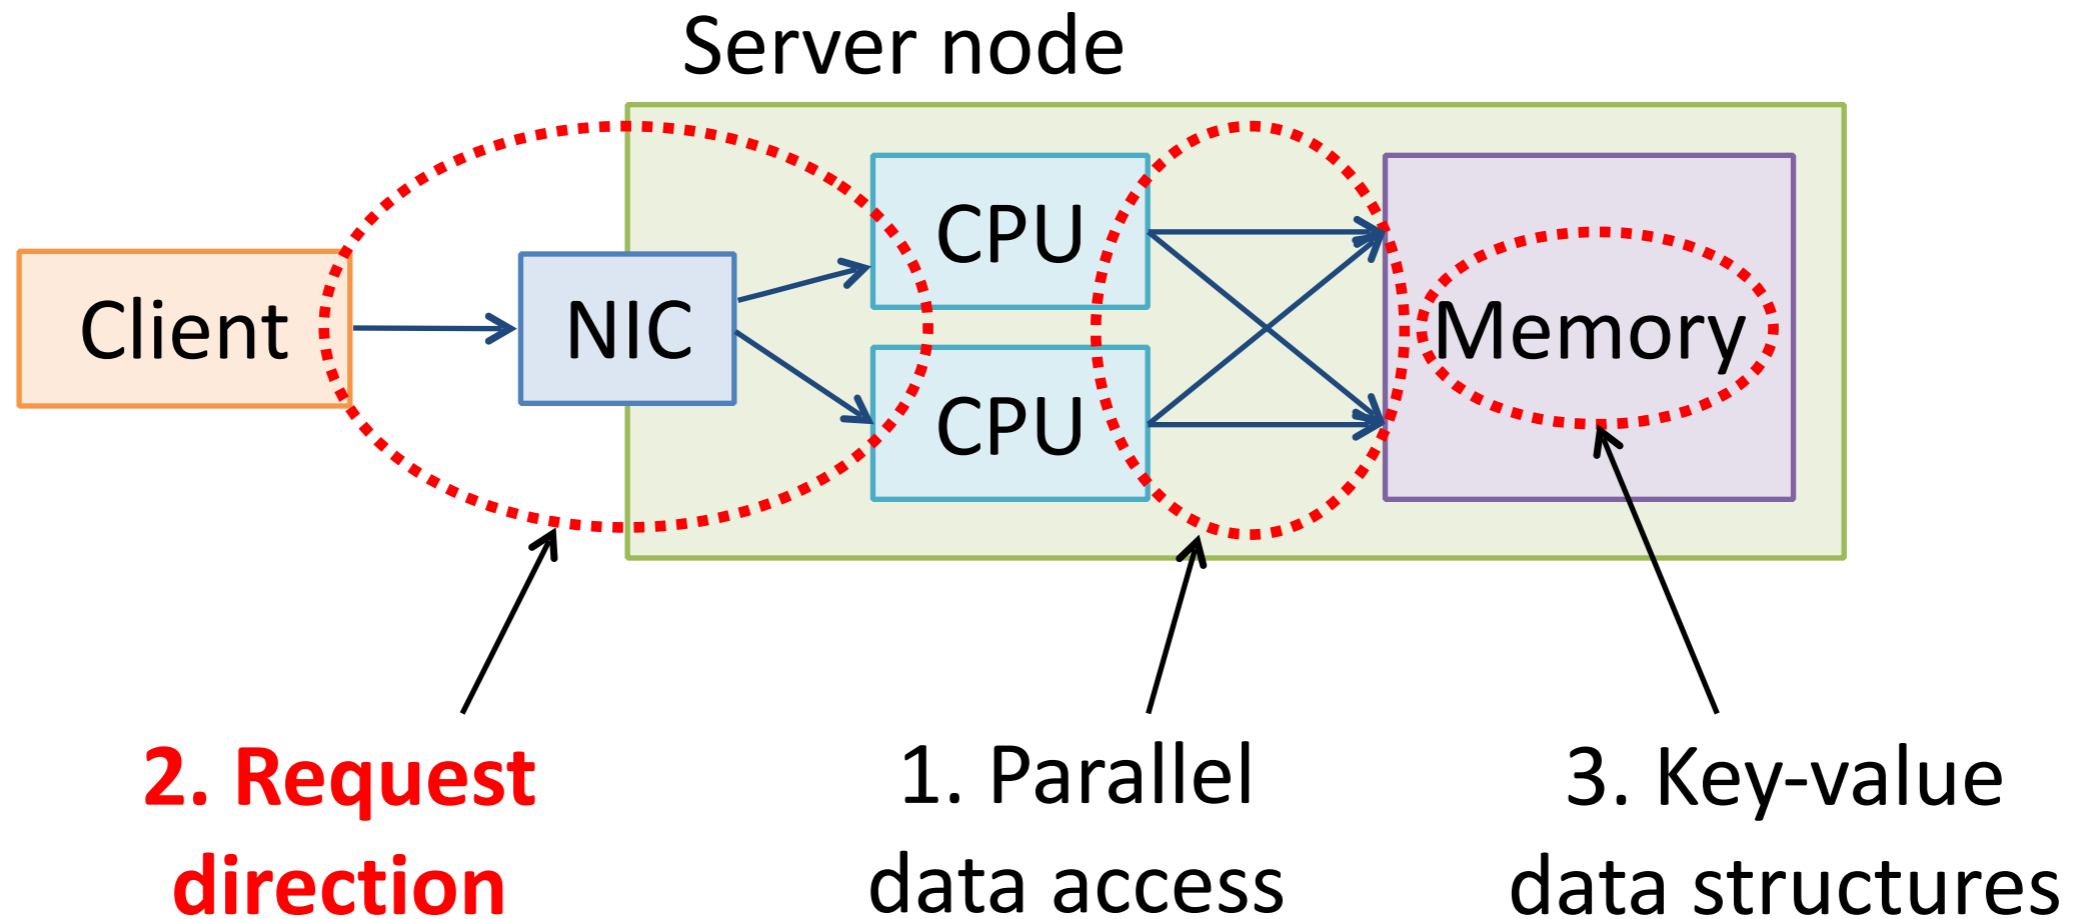 Server node
Client
NIC
CPU
CPU
Memory
2. Request
direction
1. Parallel
data access
3. Key-value
data structures